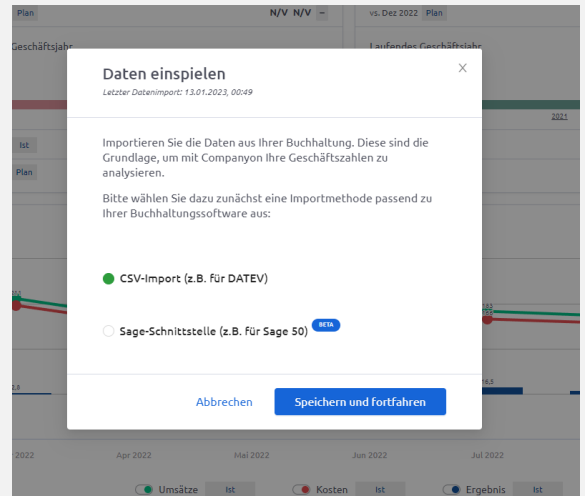 Plan
N/V N/V –
vs. Dez 2022 Plan
Geschäftsjahr
Laufendes Geschäftsjahr
Daten einspielen
Letzter Datenimport: 13.01.2023, 00:49
2021
Ist
Plan
Importieren Sie die Daten aus Ihrer Buchhaltung. Diese sind die
Grundlage, um mit Companyon Ihre Geschäftszahlen zu
analysieren.
Bitte wählen Sie dazu zunächst eine Importmethode passend zu
Ihrer Buchhaltungssoftware aus:
CSV-Import (z.B. für DATEV)
Sage-Schnittstelle (z.B. für Sage 50) BETA
2,0
16,5
Abbrechen
Speichern und fortfahren
2022
Apr 2022
Mai 2022
Jun 2022
Jul 2022
Umsätze Ist
Kosten Ist
Ergebnis Ist